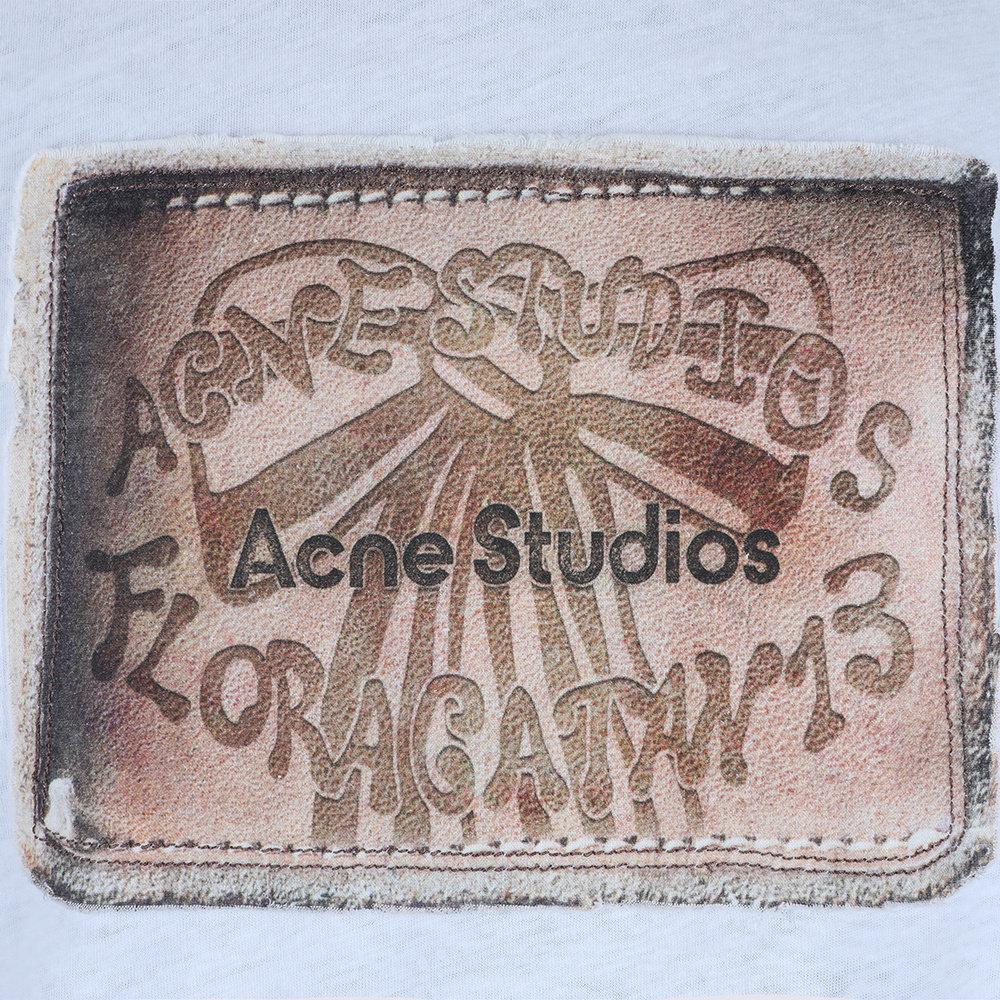 ACNE STUDIOS
Acne Studios
FLORAGATAN 13